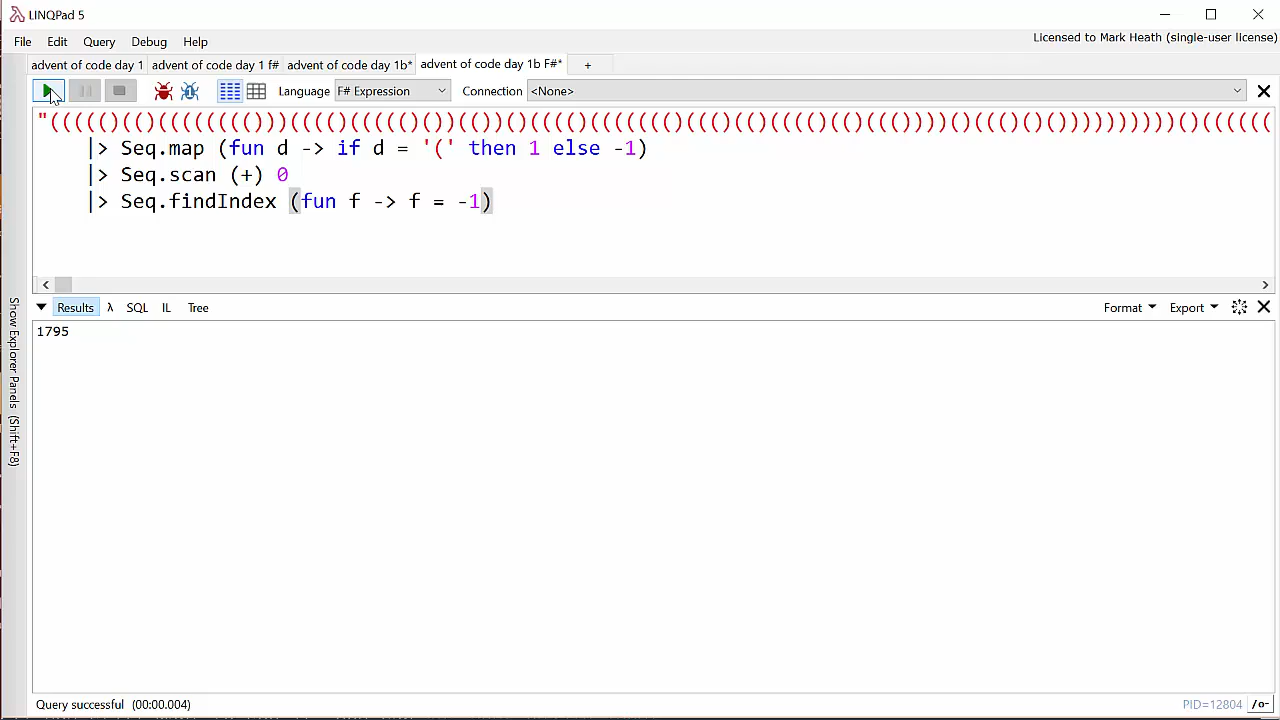 LINQPad 5
File Edit Query Debug Help
Licensed to Mark Heath (single-user license)
advent of code day 1 advent of code day 1 f# advent of code day 1b* advent of code day 1b F#* +
Language F# Expression Connection <None>
"((((()(()(((((((()))(((()((((()())(())()(((()((((((()((()(()(((()(()((())))()((()()())))))))))()((((((
|> Seq.map (fun d -> if d = '(' then 1 else -1)
|> Seq.scan (+) 0
|> Seq.findIndex (fun f -> f = -1)
Show Explorer Panels (Shift+F8)
Results λ SQL IL Tree
Format Export
1795
Query successful (00:00.004)
PID=12804 /o-